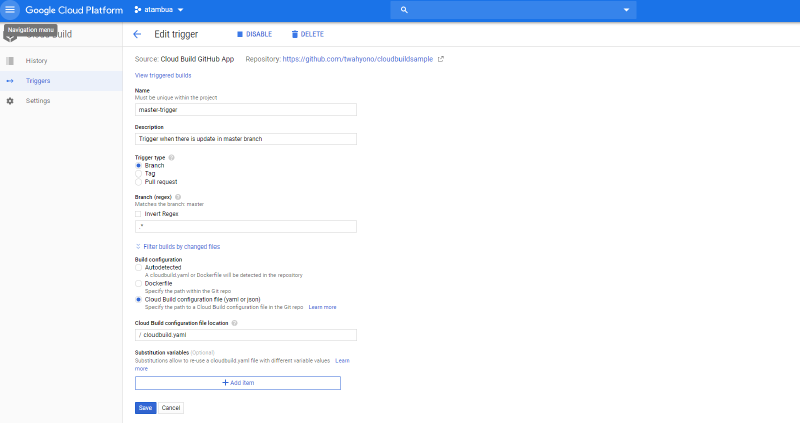 Google Cloud Platform
atambua
Navigation menu
Edit trigger
DISABLE
DELETE
History
Triggers
Settings
Source: Cloud Build GitHub App
Repository: https://github.com/twahyono/cloudbuildsample
View triggered builds
Name
Must be unique within the project
master-trigger
Description
Trigger when there is update in master branch
Trigger type
Branch
Tag
Pull request
Branch (regex)
Matches the branch: master
Invert Regex
.*
Filter builds by changed files
Build configuration
Autodetected
A cloudbuild.yaml or Dockerfile will be detected in the repository
Dockerfile
Specify the path within the Git repo
Cloud Build configuration file (yaml or json)
Specify the path to a Cloud Build configuration file in the Git repo Learn more
Cloud Build configuration file location
/ cloudbuild.yaml
Substitution variables (Optional)
Substitutions allow to re-use a cloudbuild.yaml file with different variable values Learn
more
Add item
Save
Cancel